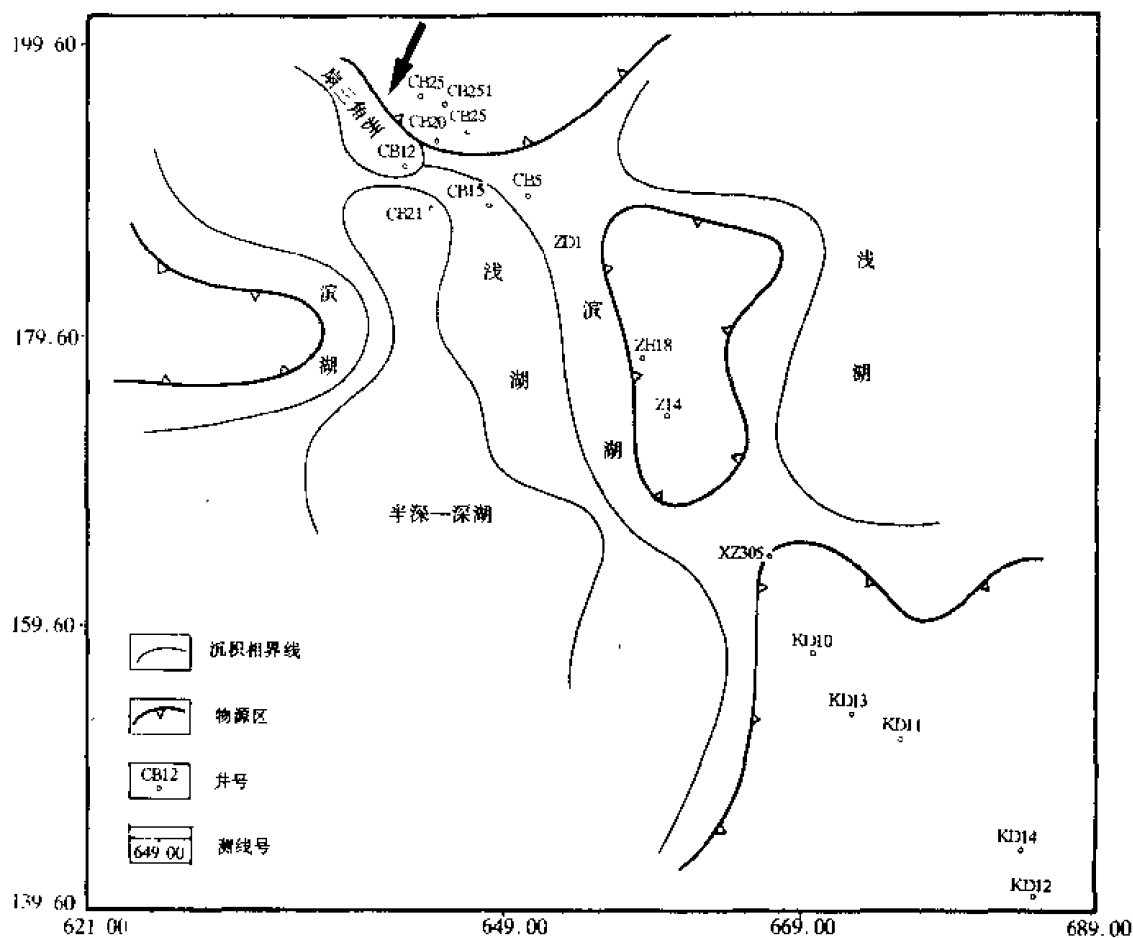 199.60
179.60
159.60
139.60
621.00
649.00
669.00
689.00
扇三角洲
CB25
CB251
CB20
CB25
CB12
CB15
CB5
CB21
ZD1
浅
湖
滨
湖
滨
湖
浅
湖
ZH18
Z14
半深—深湖
XZ305
KD10
KD13
KD11
KD14
KD12
沉积相界线
物源区
CB12
井号
649.00
测线号